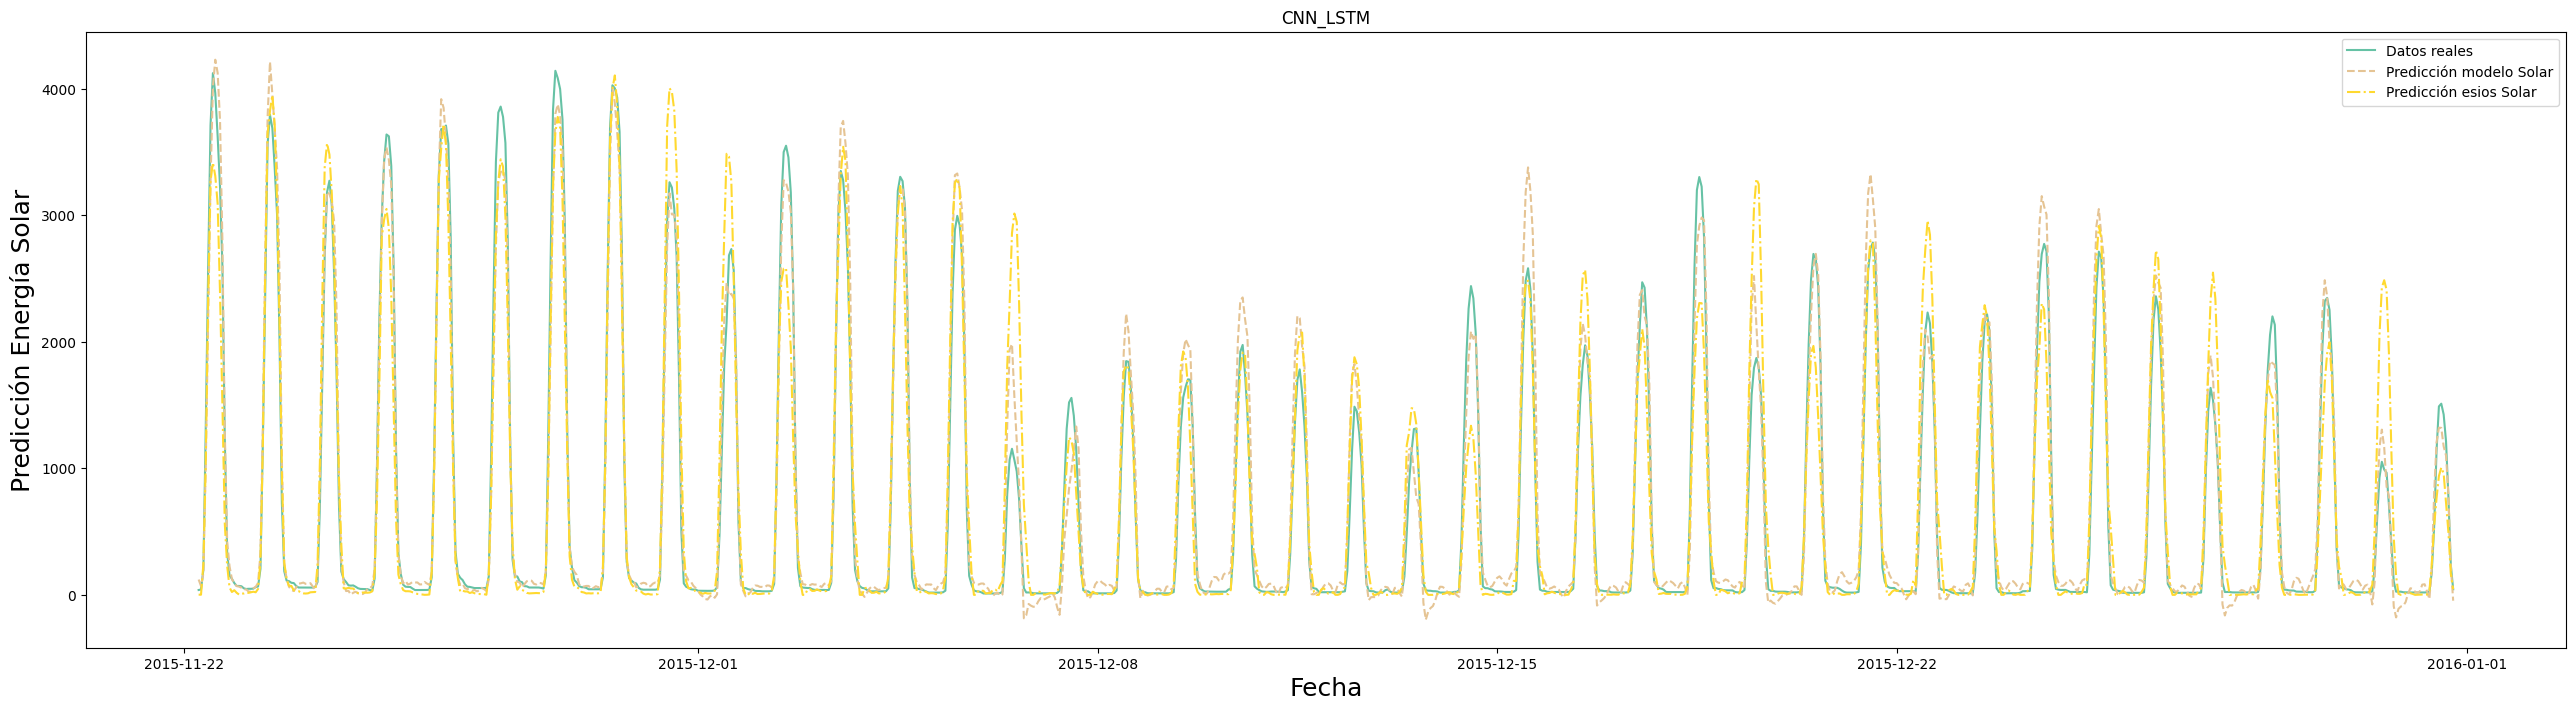 CNN_LSTM
Datos reales
Predicción modelo Solar
Predicción esios Solar
Predicción Energía Solar
4000
3000
2000
1000
0
2015-11-22
2015-12-01
2015-12-08
2015-12-15
2015-12-22
2016-01-01
Fecha